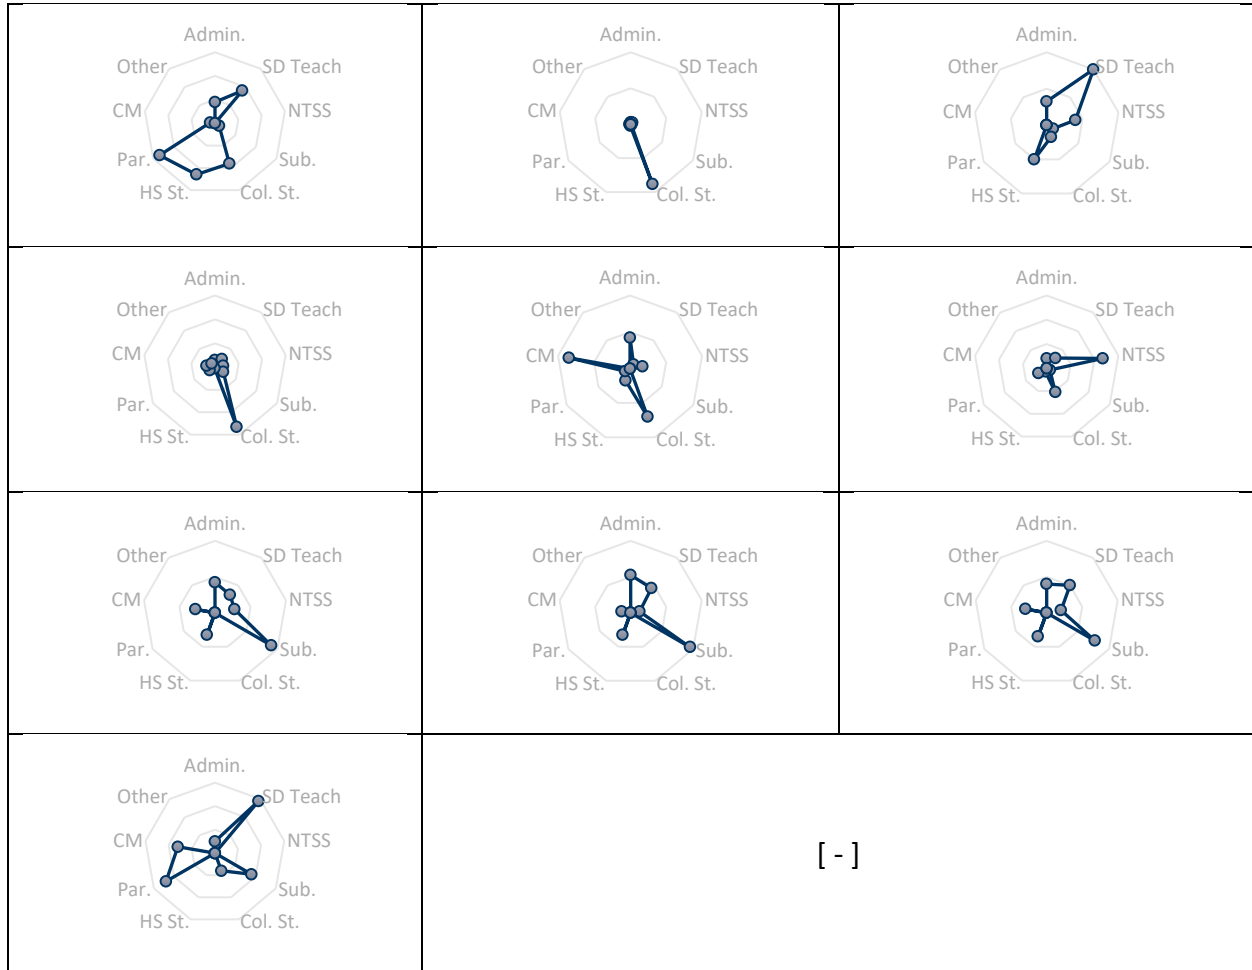 Admin.
Other SD Teach
CM NTSS
Par. Sub.
HS St. Col. St.
Admin.
Other SD Teach
CM NTSS
Par. Sub.
HS St. Col. St.
Admin.
Other SD Teach
CM NTSS
Par. Sub.
HS St. Col. St.
Admin.
Other SD Teach
CM NTSS
Par. Sub.
HS St. Col. St.
Admin.
Other SD Teach
CM NTSS
Par. Sub.
HS St. Col. St.
Admin.
Other SD Teach
CM NTSS
Par. Sub.
HS St. Col. St.
Admin.
Other SD Teach
CM NTSS
Par. Sub.
HS St. Col. St.
Admin.
Other SD Teach
CM NTSS
Par. Sub.
HS St. Col. St.
Admin.
Other SD Teach
CM NTSS
Par. Sub.
HS St. Col. St.
Admin.
Other SD Teach
CM NTSS
Par. Sub.
HS St. Col. St.
[ - ]